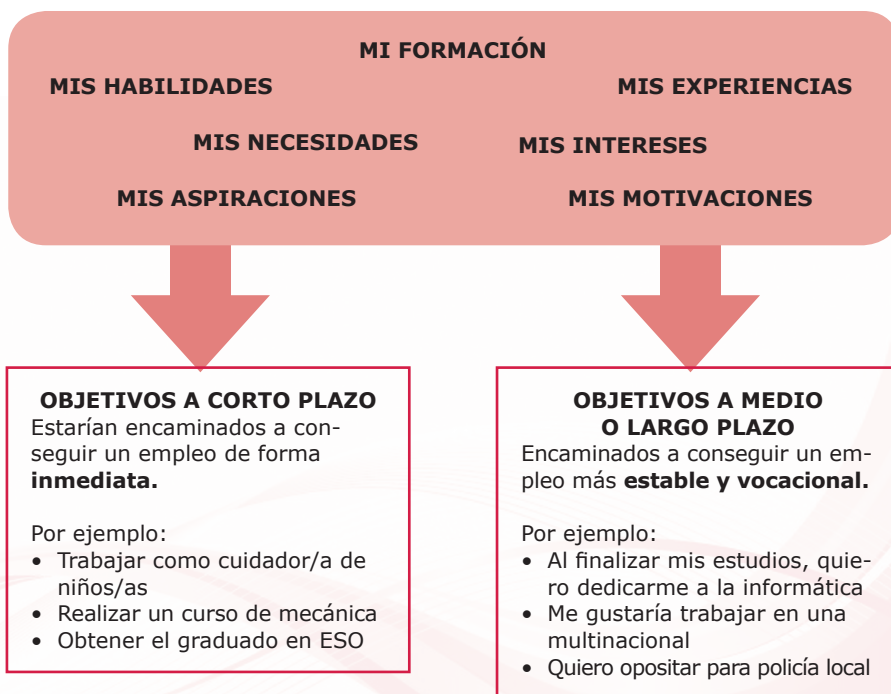 MI FORMACIÓN
MIS HABILIDADES
MIS EXPERIENCIAS
MIS NECESIDADES
MIS INTERESES
MIS ASPIRACIONES
MIS MOTIVACIONES
OBJETIVOS A CORTO PLAZO
Estarían encaminados a con-
seguir un empleo de forma
inmediata.
Por ejemplo:
• Trabajar como cuidador/a de
niños/as
• Realizar un curso de mecánica
• Obtener el graduado en ESO
OBJETIVOS A MEDIO
O LARGO PLAZO
Encaminados a conseguir un em-
pleo más estable y vocacional.
Por ejemplo:
• Al finalizar mis estudios, quie-
ro dedicarme a la informática
• Me gustaría trabajar en una
multinacional
• Quiero opositar para policía local